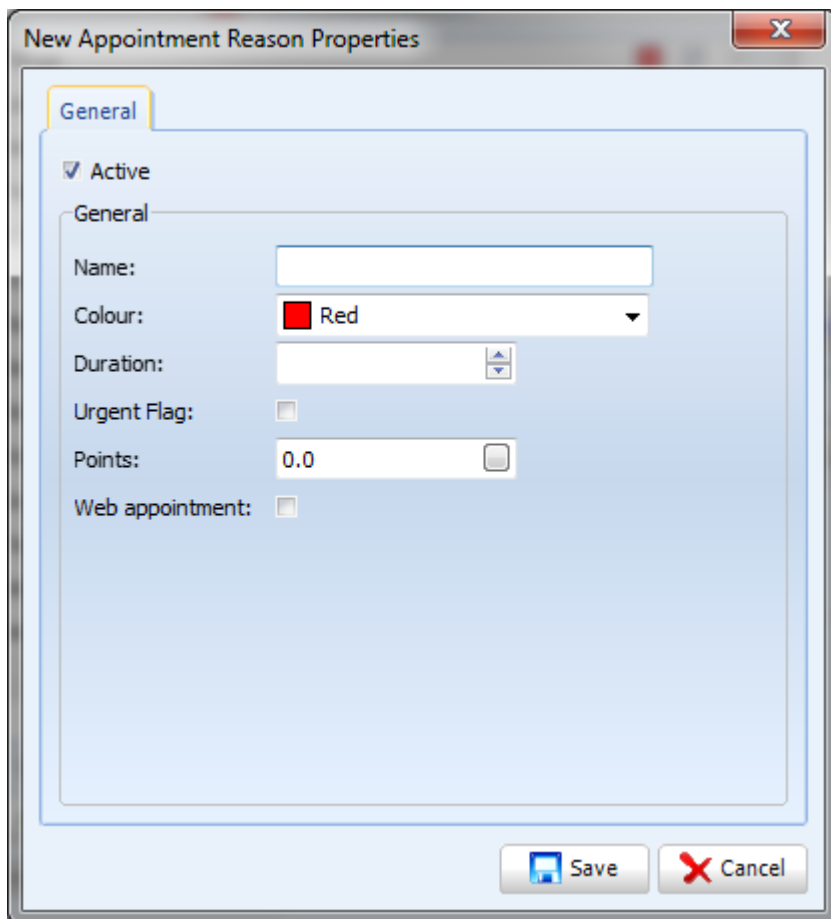 New Appointment Reason Properties
General
Active
General
Name:
Colour: Red
Duration:
Urgent Flag:
Points: 0.0
Web appointment:
Save Cancel